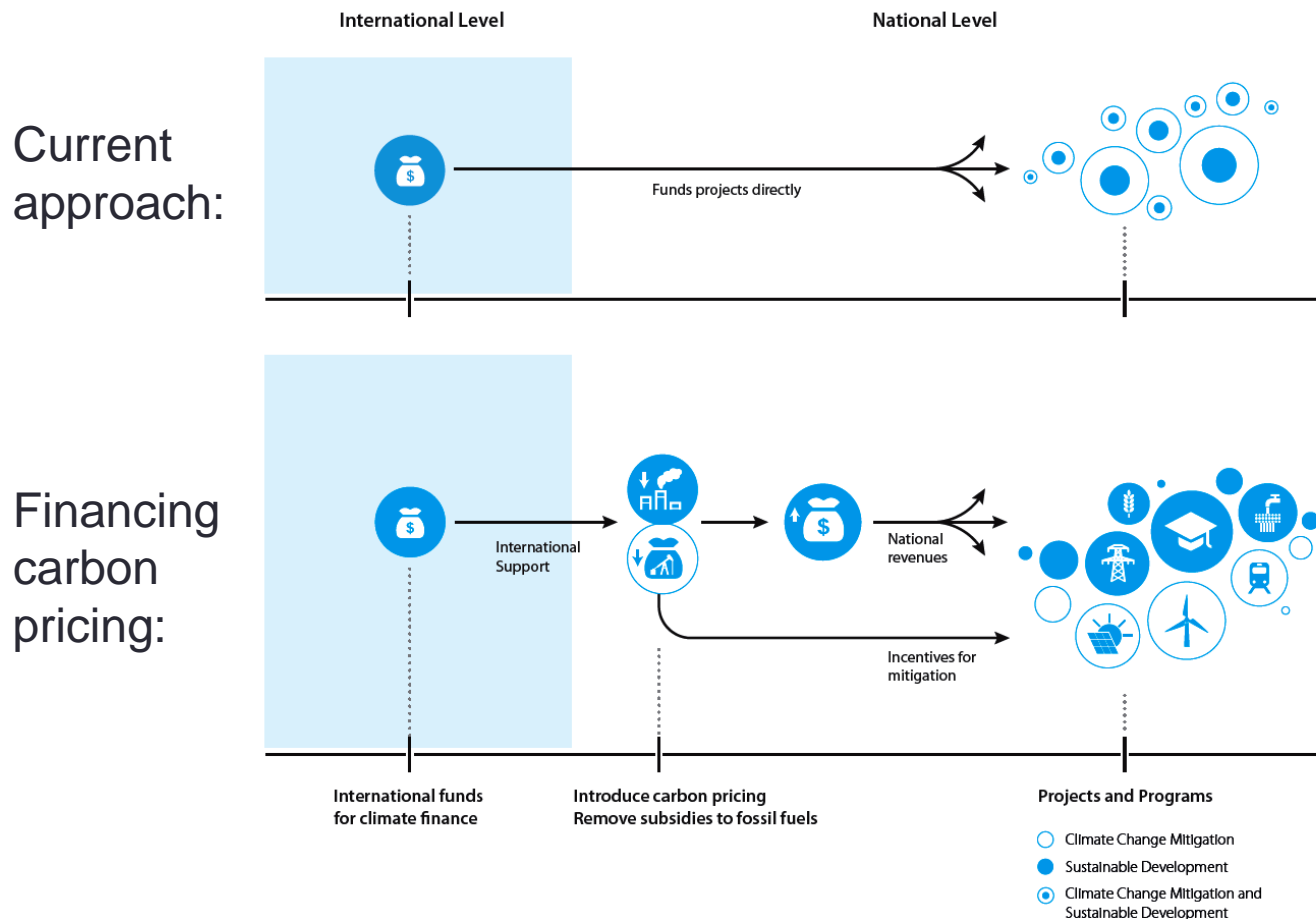 International Level
National Level
Current
approach:
$
Funds projects directly
Financing
carbon
pricing:
$
International
Support
$
National
revenues
Incentives for
mitigation
International funds
for climate finance
Introduce carbon pricing
Remove subsidies to fossil fuels
Projects and Programs
Climate Change Mitigation
Sustainable Development
Climate Change Mitigation and
Sustainable Development